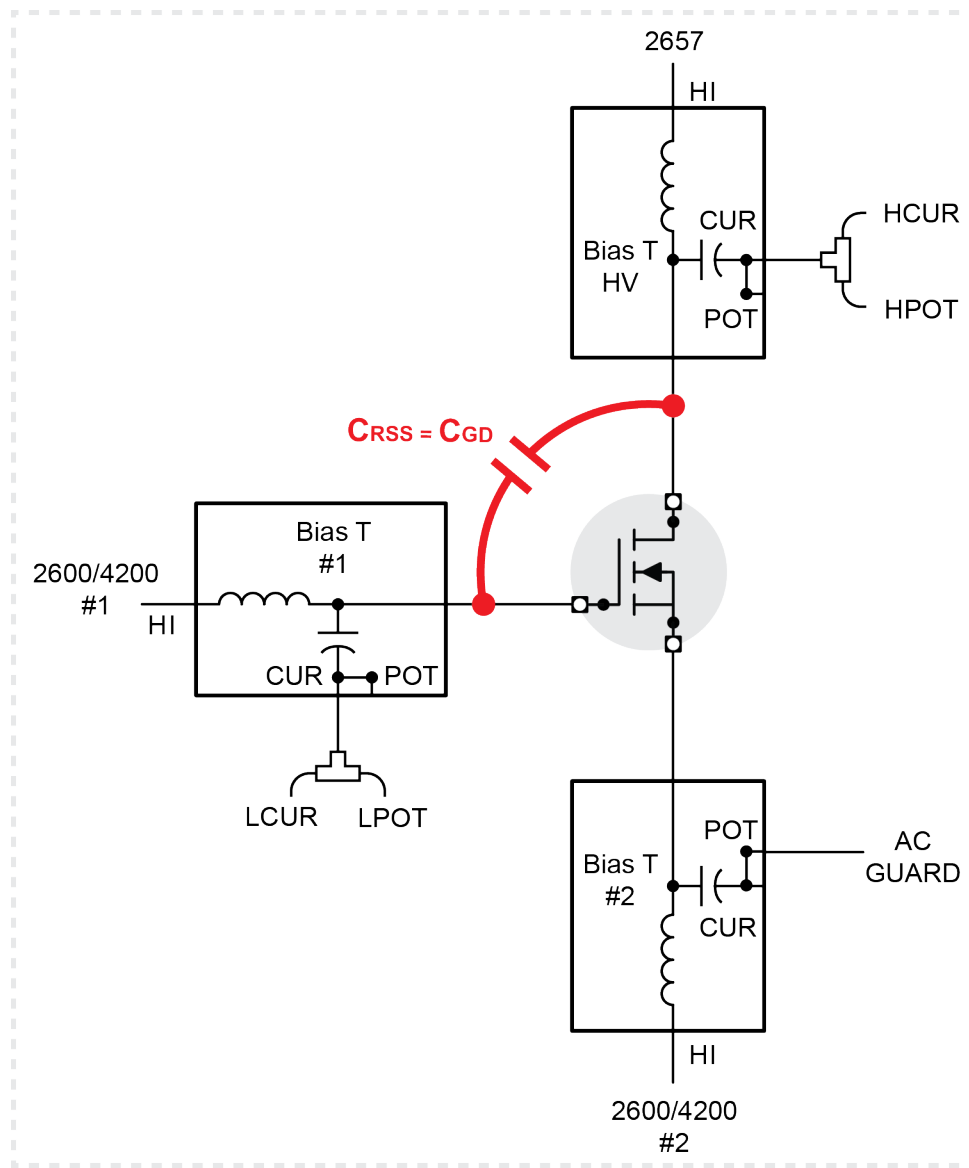 2657
HI
CUR
HCUR
Bias T
HV
POT
HPOT
CRSS = CGD
Bias T
#1
2600/4200
#1
HI
CUR
POT
LCUR
LPOT
POT
AC
GUARD
Bias T
#2
CUR
HI
2600/4200
#2